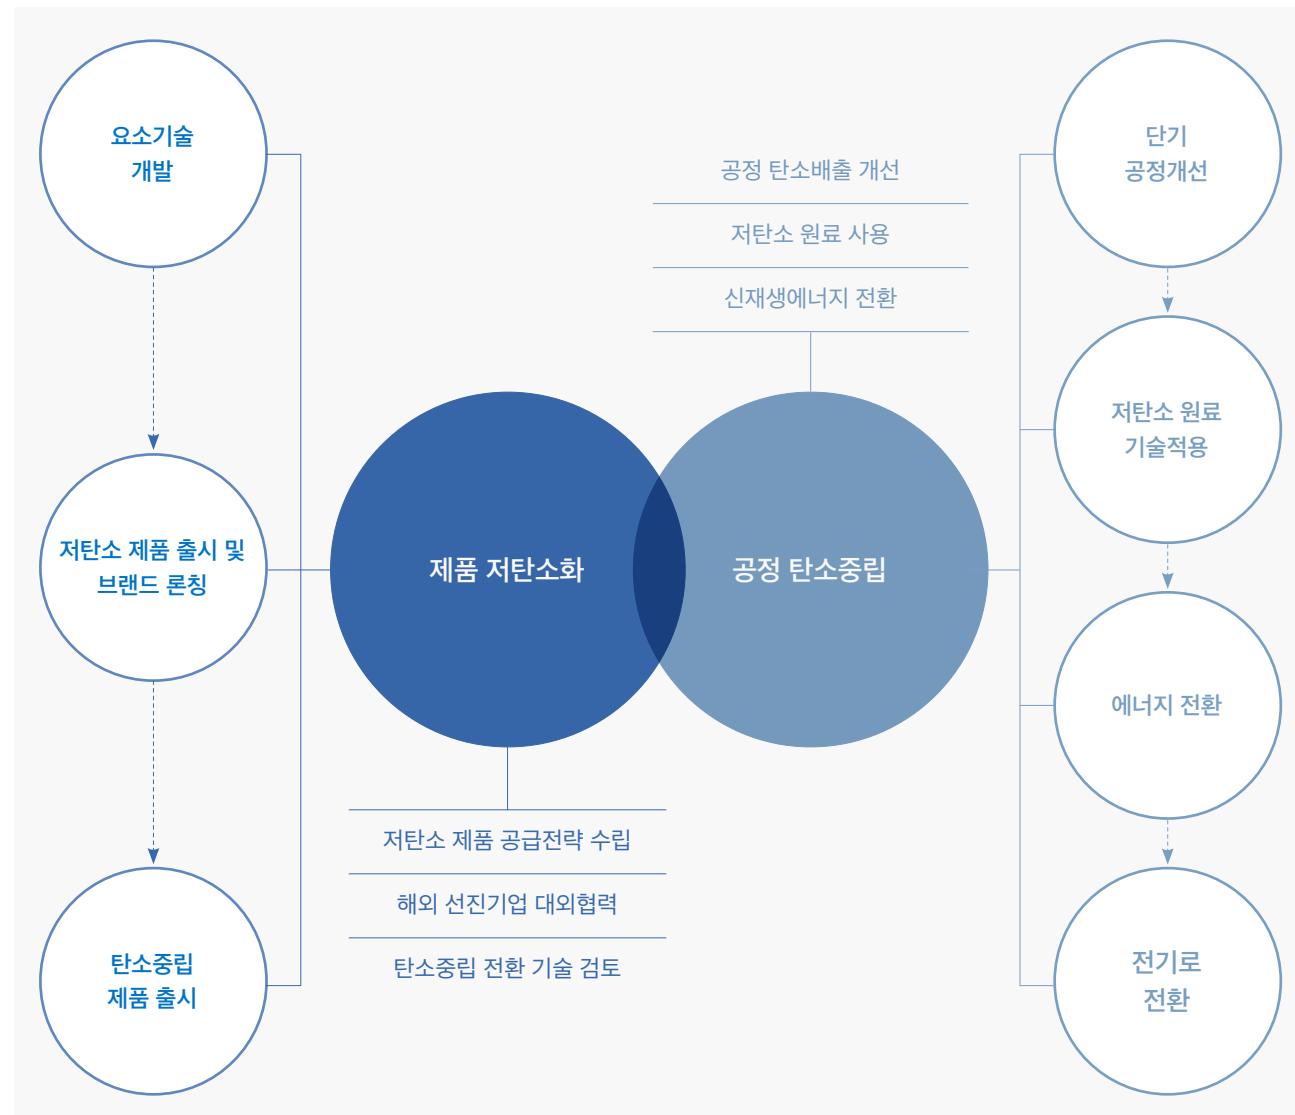 요소기술
개발
저탄소 제품 출시 및
브랜드 론칭
탄소중립
제품 출시
제품 저탄소화
저탄소 제품 공급전략 수립
해외 선진기업 대외협력
탄소중립 전환 기술 검토
공정 탄소배출 개선
저탄소 원료 사용
신재생에너지 전환
공정 탄소중립
단기
공정개선
저탄소 원료
기술적용
에너지 전환
전기로
전환